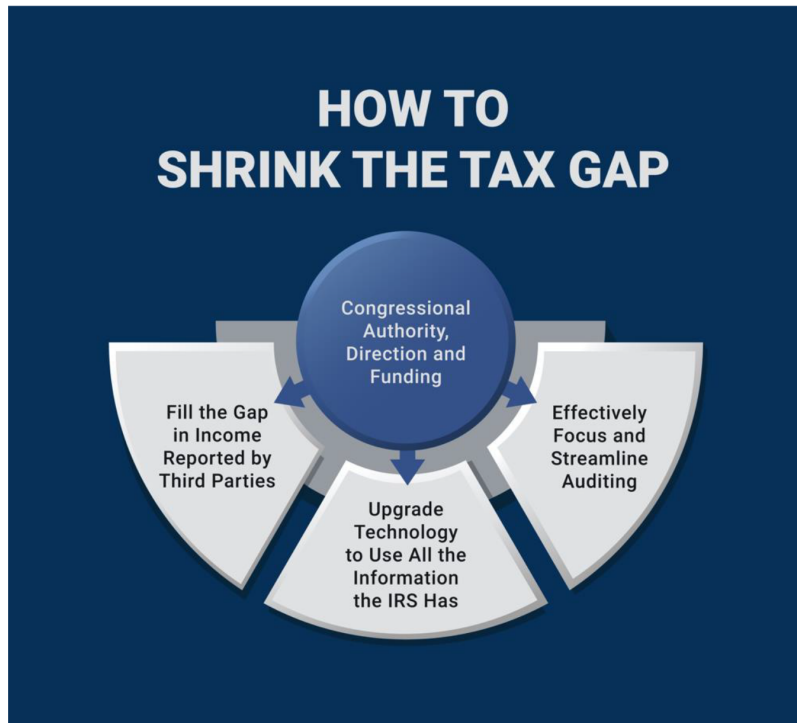 HOW TO
SHRINK THE TAX GAP
Congressional
Authority,
Direction and
Funding
Fill the Gap
in Income
Reported by
Third Parties
Upgrade
Technology
to Use All the
Information
the IRS Has
Effectively
Focus and
Streamline
Auditing